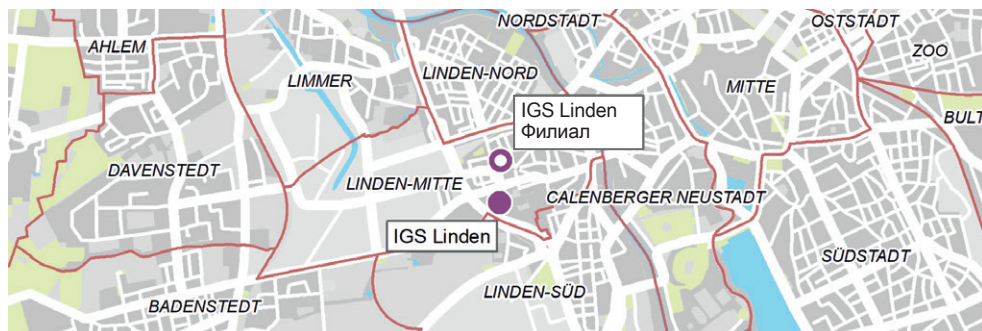 NORDSTADT
OSTSTADT
AHLEM
ZOO
LIMMER
LINDEN-NORD
MITTE
IGS Linden
Филиал
BULT
DAVENSTEDT
LINDEN-MITTE
CALENBERGER NEUSTADT
IGS Linden
SÜDSTADT
LINDEN-SÜD
BADENSTEDT